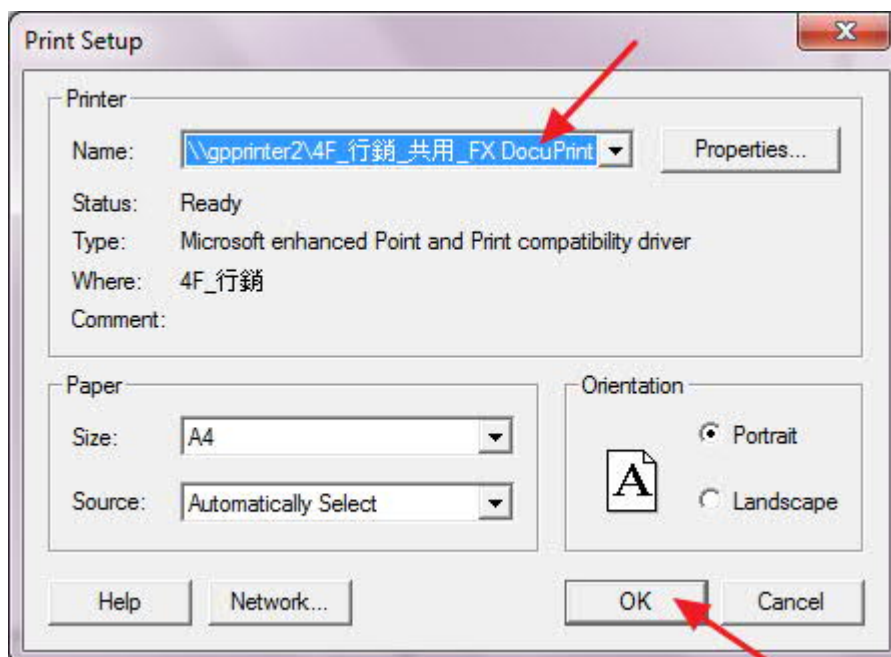 Print Setup
Printer
Name: \\gpprinter2\4F_行銷_共用_FX DocuPrint Properties...
Status: Ready
Type: Microsoft enhanced Point and Print compatibility driver
Where: 4F_行銷
Comment:
Paper
Size: A4
Source: Automatically Select
Orientation
A
Portrait
Landscape
Help Network... OK Cancel